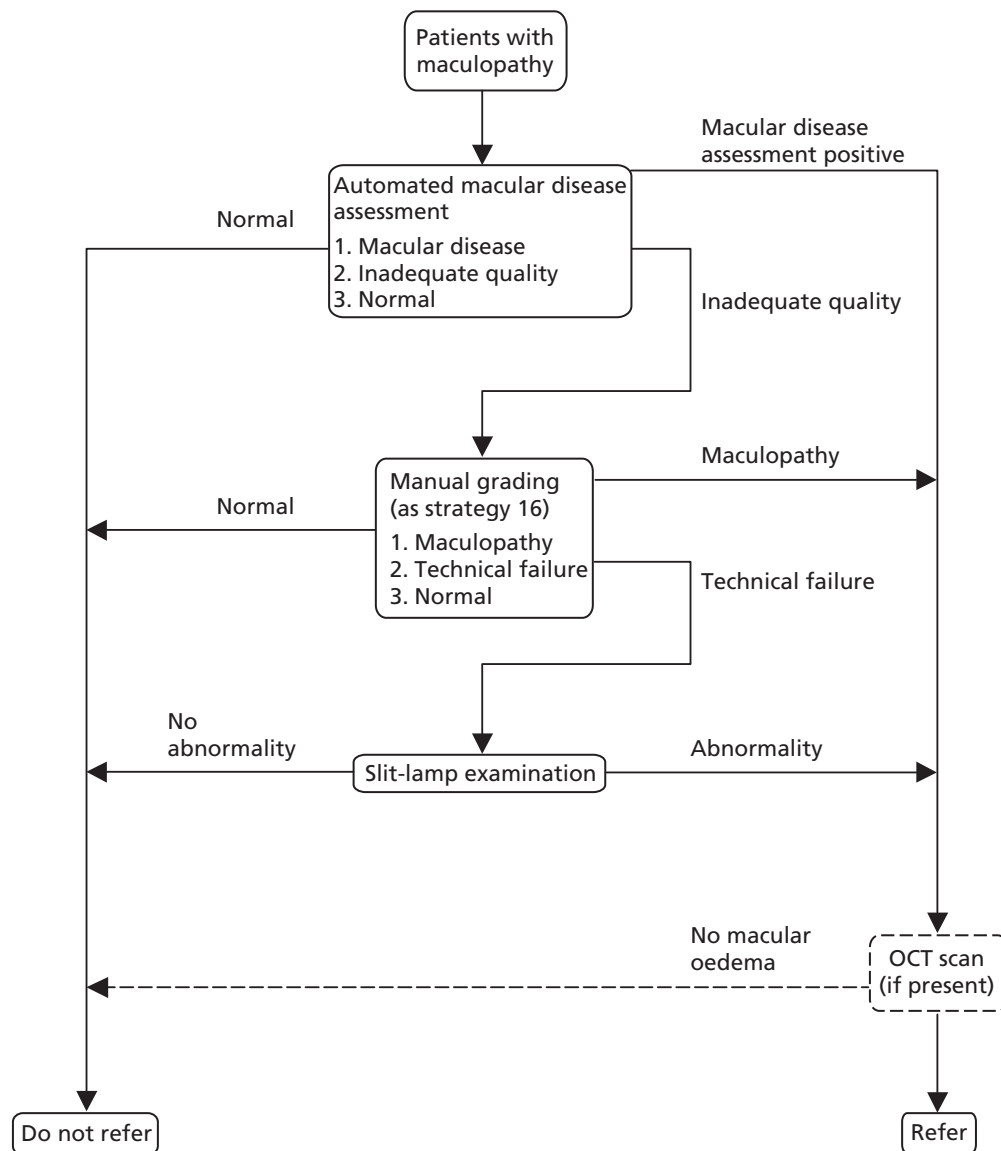 Patients with
maculopathy
Macular disease
assessment positive
Automated macular disease
assessment
1. Macular disease
2. Inadequate quality
3. Normal
Normal
Inadequate quality
Manual grading
(as strategy 16)
1. Maculopathy
2. Technical failure
3. Normal
Normal
Maculopathy
Technical failure
No
abnormality
Slit-lamp examination
Abnormality
No macular
oedema
OCT scan
(if present)
Do not refer
Refer